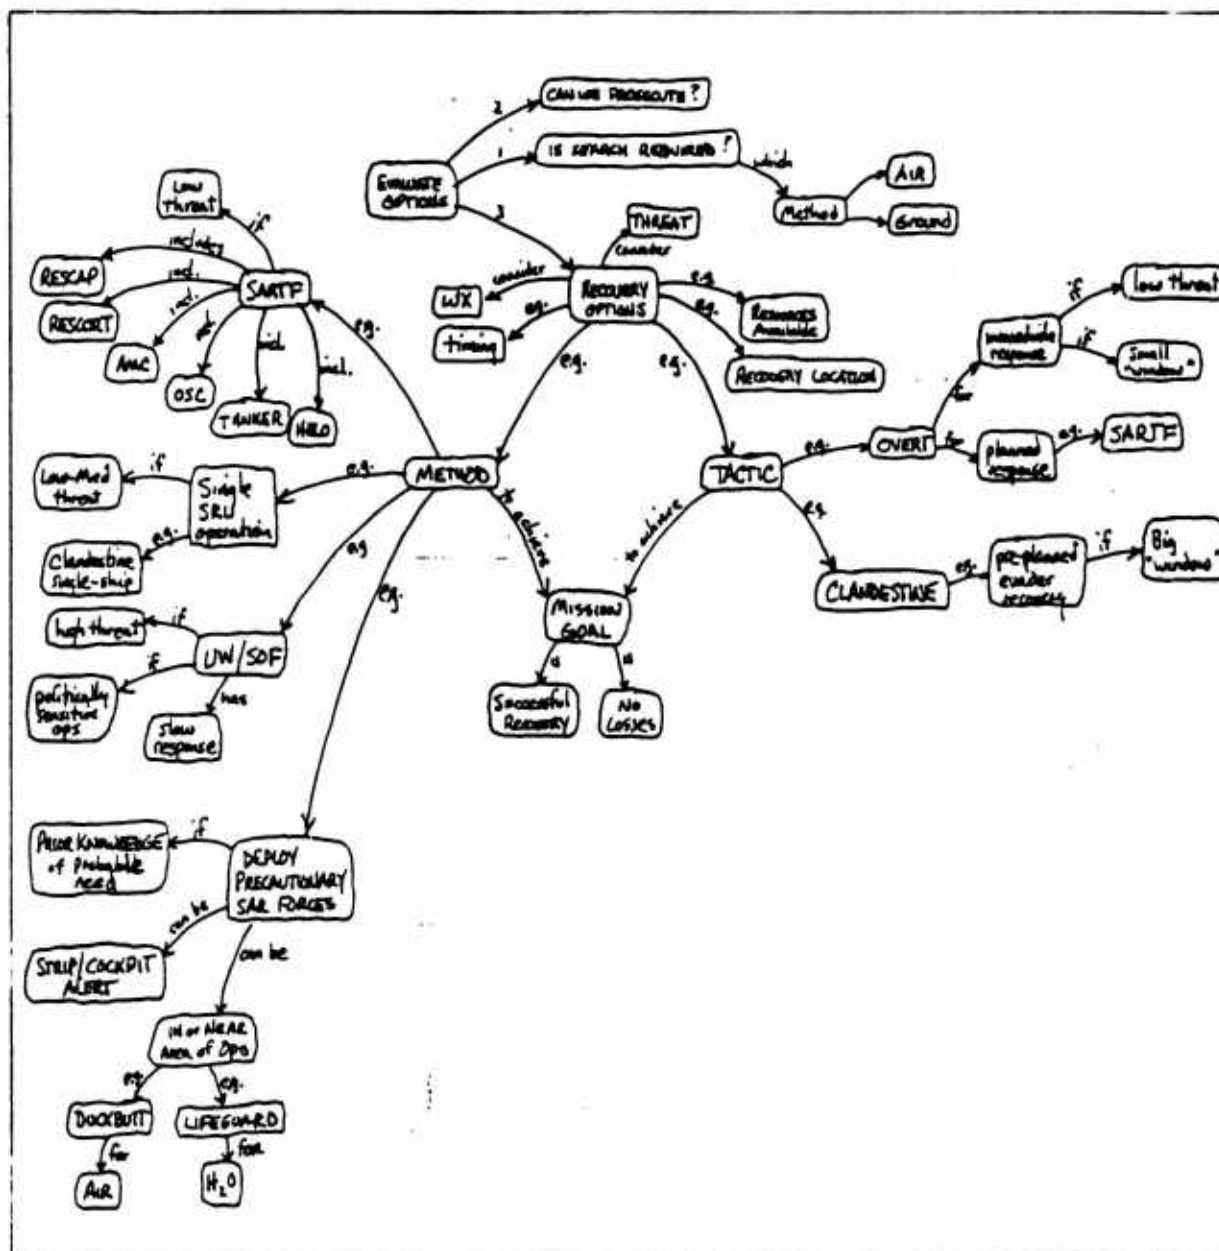 CAN WE PROSECUTE?
2
1
IS SEARCH REQUIRED?
which
AIR
Method
Ground
EVALUATE
OPTIONS
3
Low
Threat
if
THREAT
consider
including
RESCAP
incl.
SARTF
RESCORT
incl.
AMC
incl.
OSC
incl.
TANKER
incl.
HELO
e.g.
WX
consider
RECOVERY
OPTIONS
e.g.
RESOURCES
Available
e.g.
timing
e.g.
RECOVERY LOCATION
e.g.
e.g.
if
low threat
immediate
response
if
Small
"window"
for
OVERT
e.g.
for
planned
response
e.g.
SARTF
METHOD
TACTIC
Low-Med
threat
if
Single
SRU
operation
e.g.
e.g.
Clandestine
single-ship
to achieve
to achieve
e.g.
CLANDESTINE
e.g.
pre-planned
evader
recovery
if
Big
"window"
e.g.
e.g.
MISSION
GOAL
high threat
if
UW/SOF
if
politically
sensitive
ops
has
slow
response
is
is
Successful
Recovery
No
Losses
PRIOR KNOWLEDGE
of Probable
need
if
DEPLOY
PRECAUTIONARY
SAR FORCES
can be
STRIP/COCKPIT
ALERT
can be
IN or NEAR
Area of Ops
e.g.
e.g.
DUCKBUTT
LIFEGUARD
for
for
AIR
H₂O